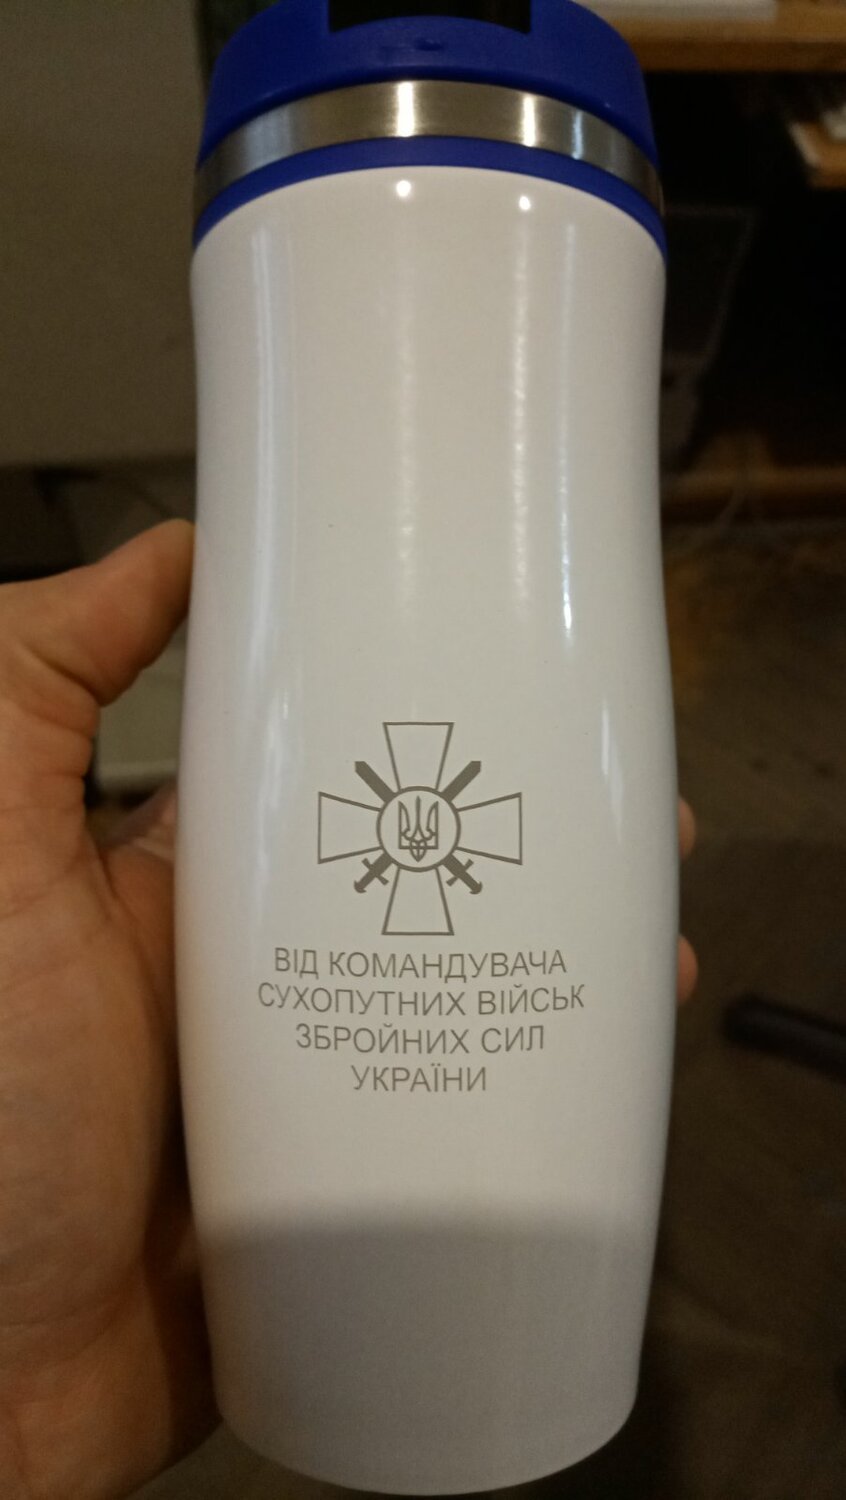 ВІД КОМАНДУВАЧА
СУХОПУТНИХ ВІЙСЬК
ЗБРОЙНИХ СИЛ
УКРАЇНИ